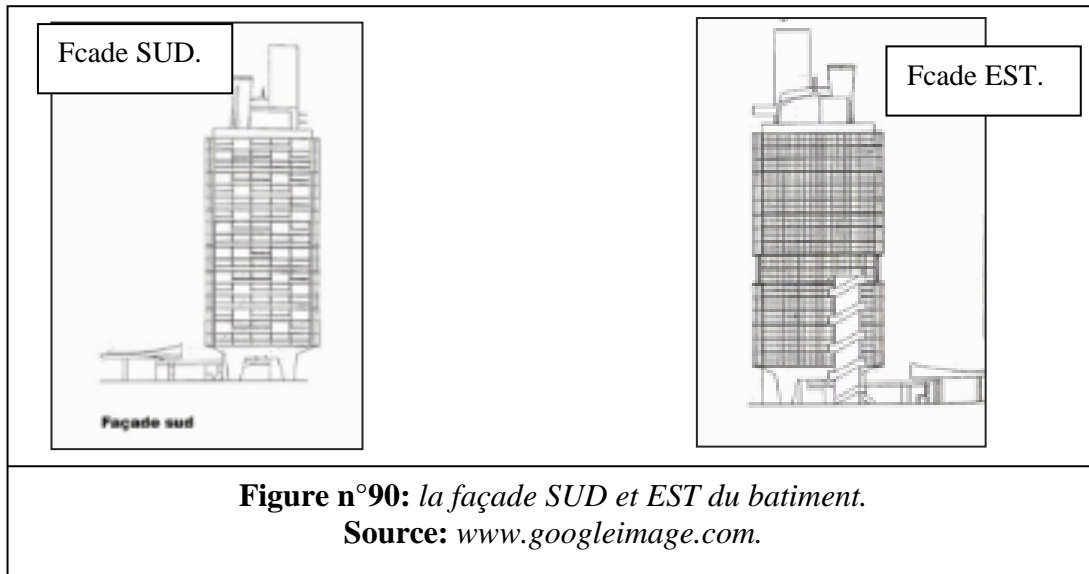 Fcade SUD.
Fcade EST.
Façade sud
Figure n°90: la façade SUD et EST du batiment.
Source: www.googleimage.com.